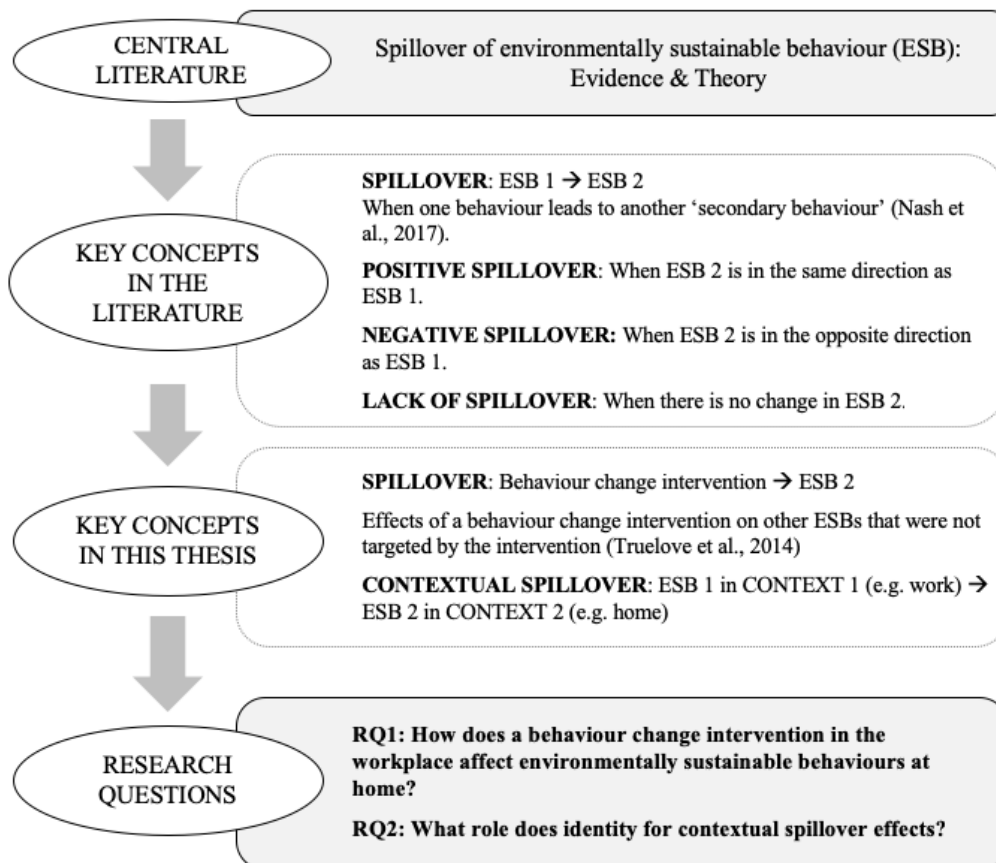 CENTRAL
LITERATURE
Spillover of environmentally sustainable behaviour (ESB):
Evidence & Theory
KEY CONCEPTS
IN THE
LITERATURE
SPILLOVER: ESB 1 → ESB 2
When one behaviour leads to another ‘secondary behaviour’ (Nash et
al., 2017).
POSITIVE SPILLOVER: When ESB 2 is in the same direction as
ESB 1.
NEGATIVE SPILLOVER: When ESB 2 is in the opposite direction
as ESB 1.
LACK OF SPILLOVER: When there is no change in ESB 2.
KEY CONCEPTS
IN THIS THESIS
SPILLOVER: Behaviour change intervention → ESB 2
Effects of a behaviour change intervention on other ESBs that were not
targeted by the intervention (Truelove et al., 2014)
CONTEXTUAL SPILLOVER: ESB 1 in CONTEXT 1 (e.g. work) →
ESB 2 in CONTEXT 2 (e.g. home)
RESEARCH
QUESTIONS
RQ1: How does a behaviour change intervention in the
workplace affect environmentally sustainable behaviours at
home?
RQ2: What role does identity for contextual spillover effects?